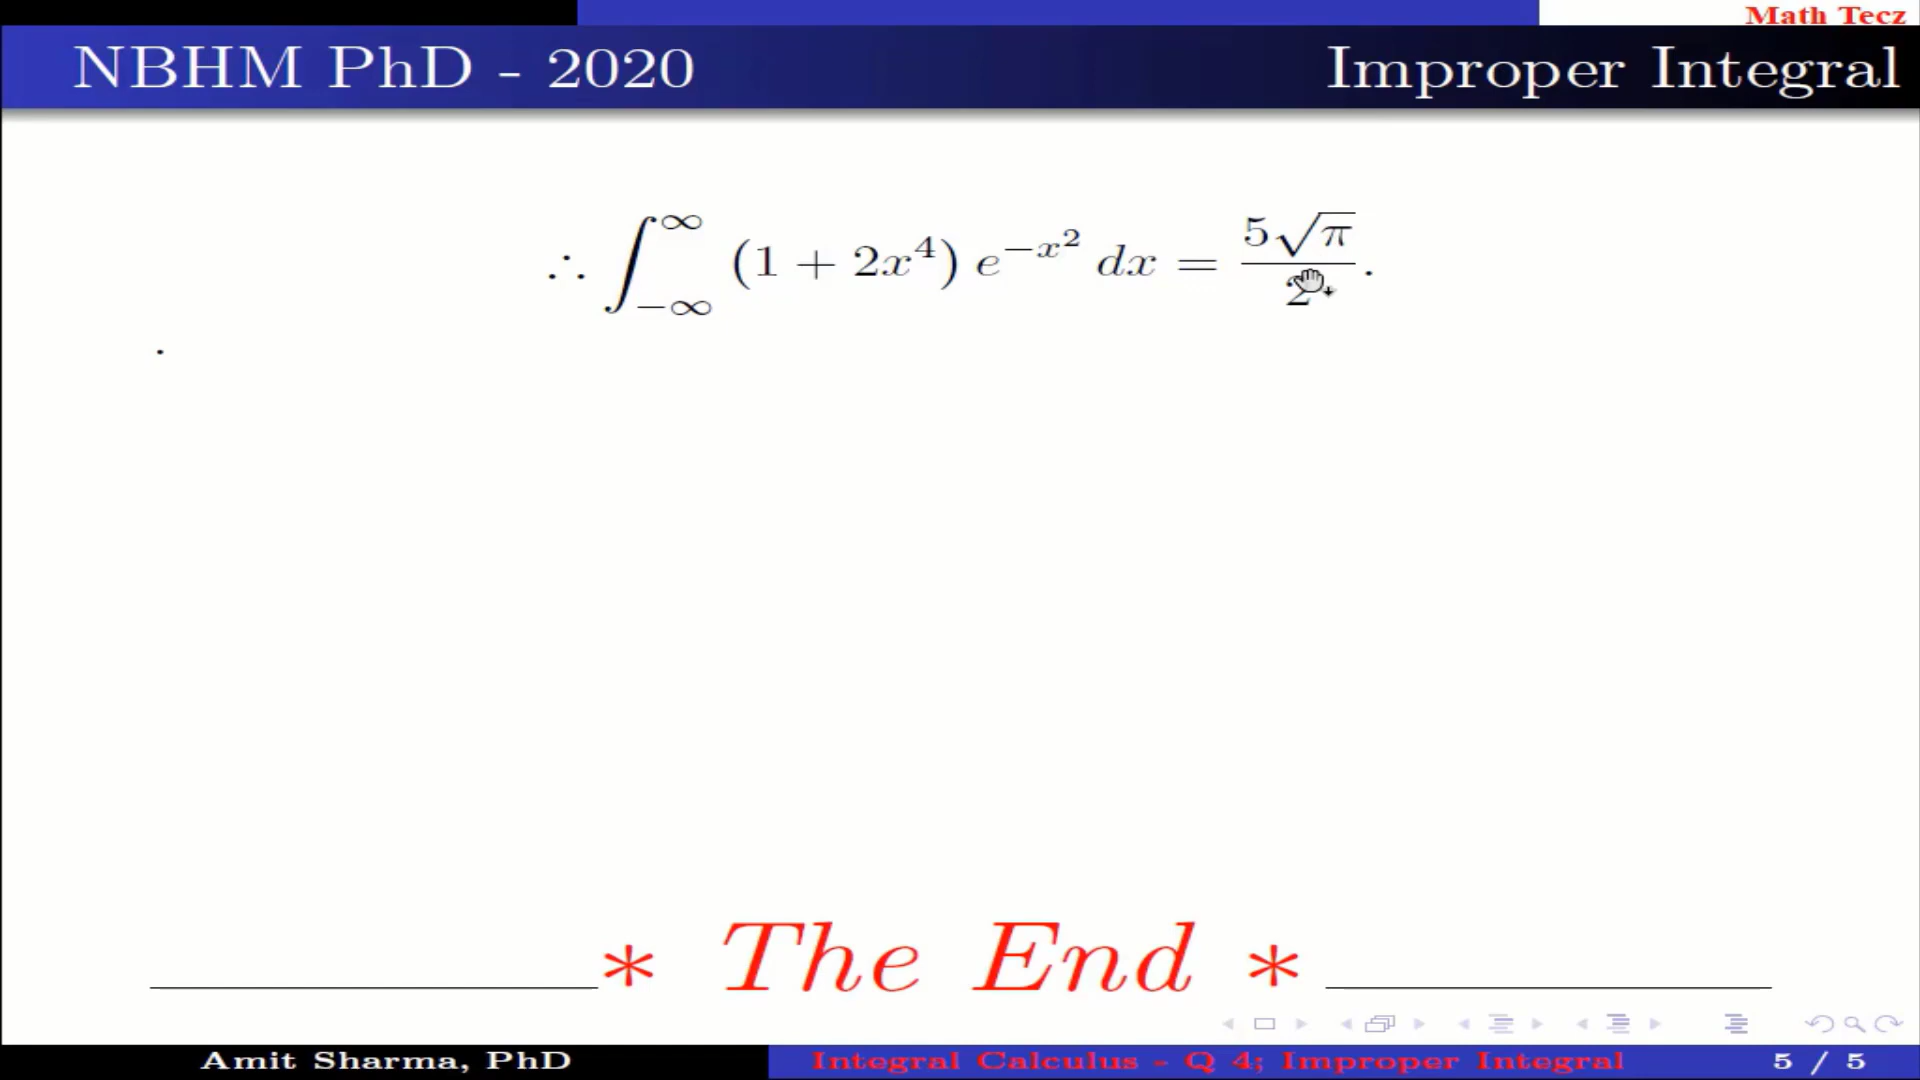 Math Tecz
NBHM PhD - 2020
Improper Integral
∴ ∫_{-∞}^{∞} (1 + 2x⁴) e^{-x²} dx = 5√π / 2.
.
* The End *
Amit Sharma, PhD
Integral Calculus - Q 4; Improper Integral
5 / 5